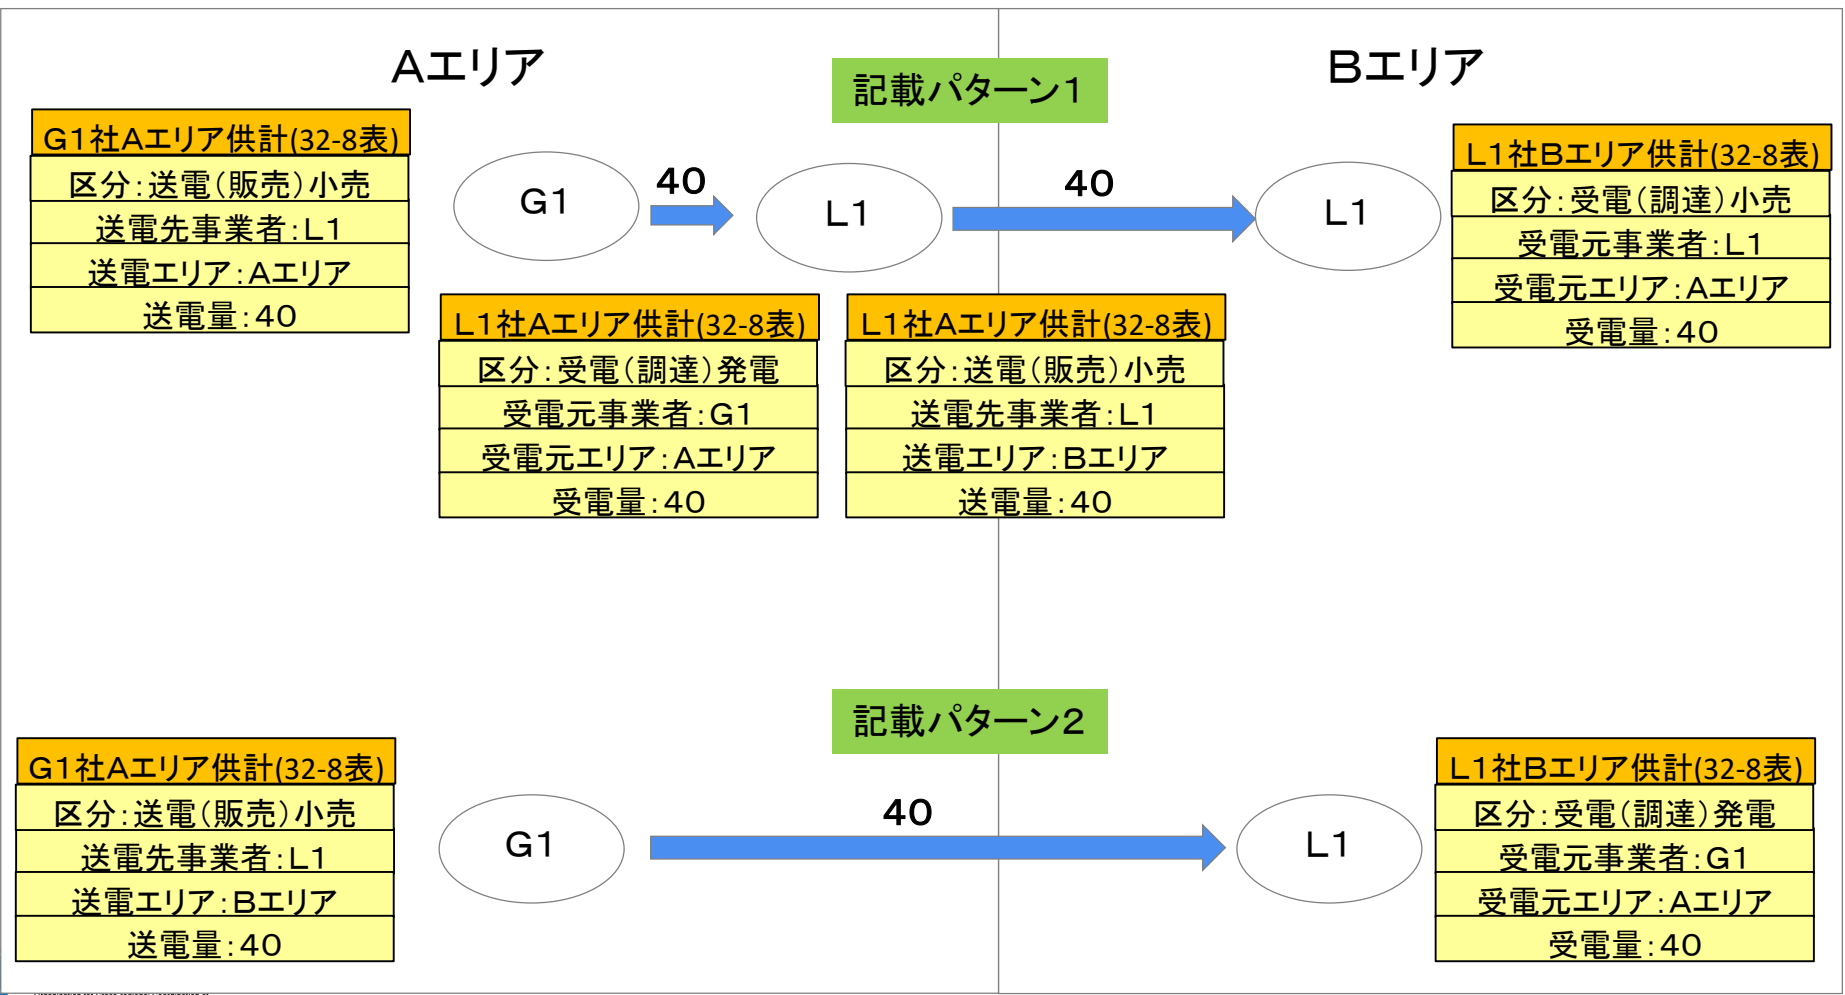 Aエリア
Bエリア
記載パターン1
G1社Aエリア供計(32-8表)
区分:送電(販売)小売
送電先事業者:L1
送電エリア:Aエリア
送電量:40
G1
40
L1
40
L1
L1社Bエリア供計(32-8表)
区分:受電(調達)小売
受電元事業者:L1
受電元エリア:Aエリア
受電量:40
L1社Aエリア供計(32-8表)
区分:受電(調達)発電
受電元事業者:G1
受電元エリア:Aエリア
受電量:40
L1社Aエリア供計(32-8表)
区分:送電(販売)小売
送電先事業者:L1
送電エリア:Bエリア
送電量:40
記載パターン2
G1社Aエリア供計(32-8表)
区分:送電(販売)小売
送電先事業者:L1
送電エリア:Bエリア
送電量:40
G1
40
L1
L1社Bエリア供計(32-8表)
区分:受電(調達)発電
受電元事業者:G1
受電元エリア:Aエリア
受電量:40